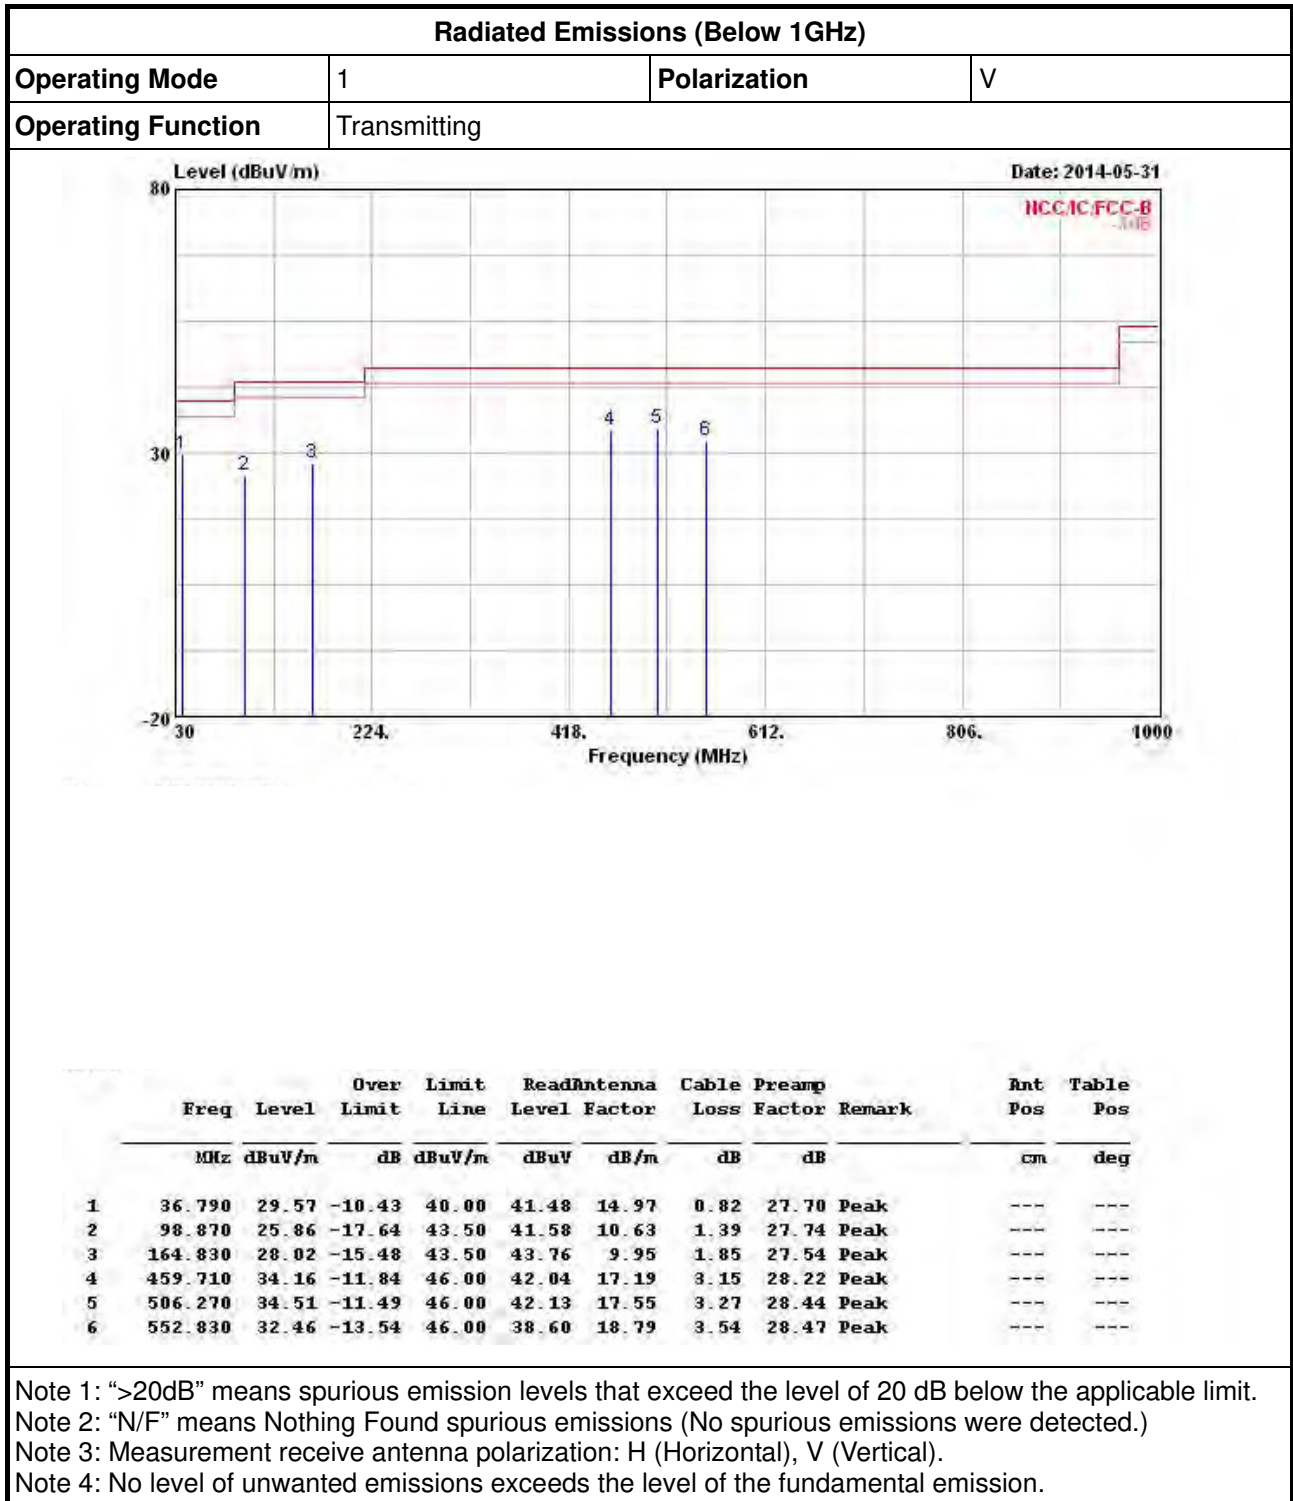 Radiated Emissions (Below 1GHz)
Operating Mode 1 Polarization V
Operating Function Transmitting
Level (dBuV/m) Date: 2014-05-31
80
NCC/IC/FCC-B
-3dB
1 2 3 4 5 6
30
-20
30 224. 418. 612. 806. 1000
Frequency (MHz)
Over Limit ReadAntenna Cable Preamp Ant Table
Freq Level Limit Line Level Factor Loss Factor Remark Pos Pos
MHz dBuV/m dB dBuV/m dBuV dB/m dB dB cm deg
1 36.790 29.57 -10.43 40.00 41.48 14.97 0.82 27.70 Peak --- ---
2 98.870 25.86 -17.64 43.50 41.58 10.63 1.39 27.74 Peak --- ---
3 164.830 28.02 -15.48 43.50 43.76 9.95 1.85 27.54 Peak --- ---
4 459.710 34.16 -11.84 46.00 42.04 17.19 3.15 28.22 Peak --- ---
5 506.270 34.51 -11.49 46.00 42.13 17.55 3.27 28.44 Peak --- ---
6 552.830 32.46 -13.54 46.00 38.60 18.79 3.54 28.47 Peak --- ---
Note 1: “>20dB” means spurious emission levels that exceed the level of 20 dB below the applicable limit.
Note 2: “N/F” means Nothing Found spurious emissions (No spurious emissions were detected.)
Note 3: Measurement receive antenna polarization: H (Horizontal), V (Vertical).
Note 4: No level of unwanted emissions exceeds the level of the fundamental emission.